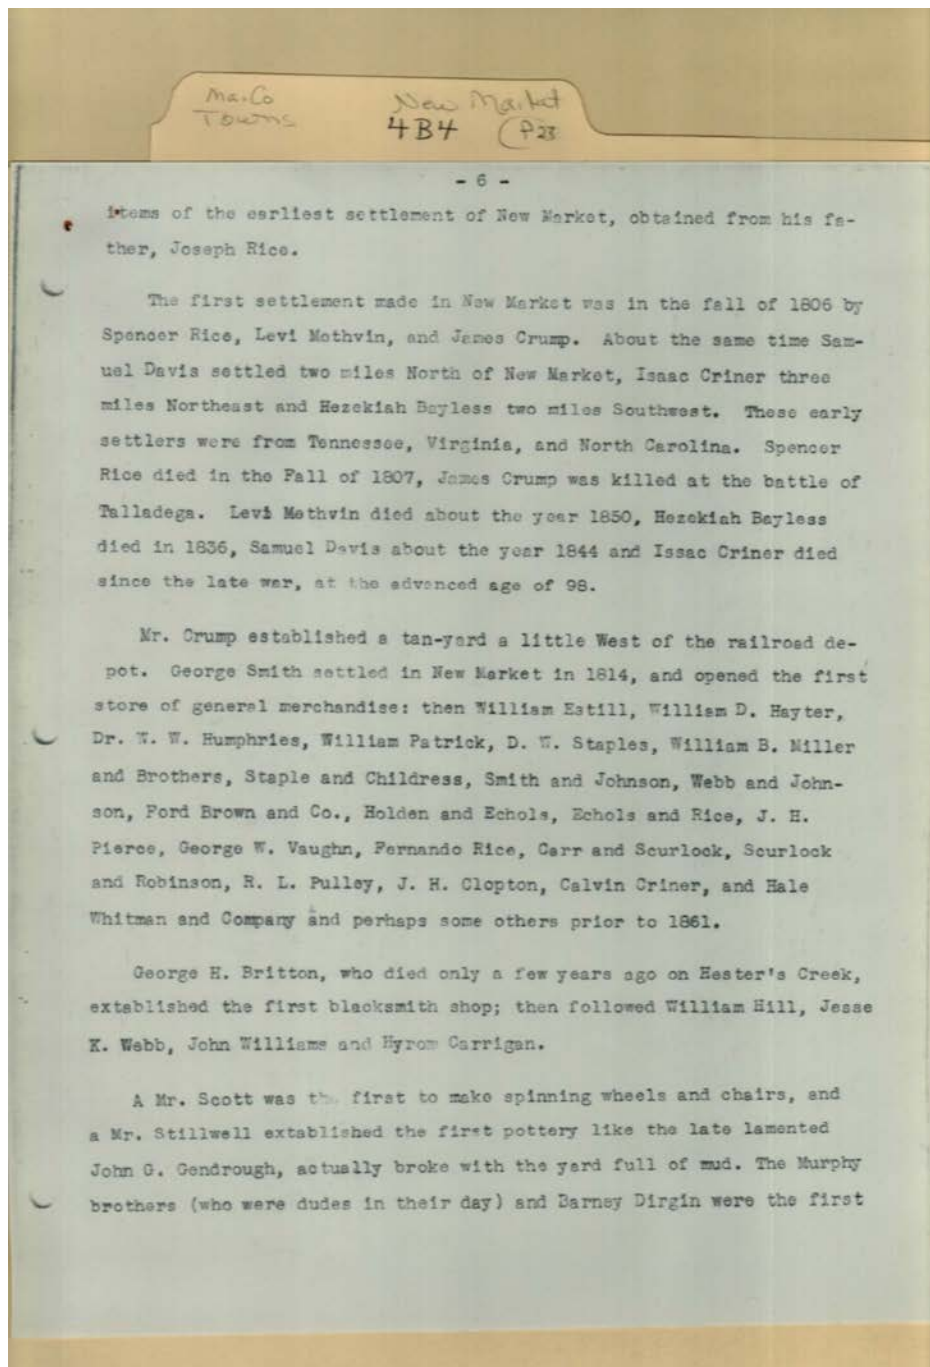 Ma.Co
Towns
New Market
4B4 (P23
- 6 -
items of the earliest settlement of New Market, obtained from his fa-
ther, Joseph Rice.
The first settlement made in New Market was in the fall of 1806 by
Spencer Rice, Levi Methvin, and James Crump. About the same time Sam-
uel Davis settled two miles North of New Market, Isaac Criner three
miles Northeast and Hezekiah Bayless two miles Southwest. These early
settlers were from Tennessee, Virginia, and North Carolina. Spencer
Rice died in the Fall of 1807, James Crump was killed at the battle of
Talladega. Levi Methvin died about the year 1850, Hezekiah Bayless
died in 1836, Samuel Davis about the year 1844 and Issac Criner died
since the late war, at the advanced age of 98.
Mr. Crump established a tan-yard a little West of the railroad de-
pot. George Smith settled in New Market in 1814, and opened the first
store of general merchandise: then William Estill, William D. Hayter,
Dr. W. W. Humphries, William Patrick, D. W. Staples, William B. Miller
and Brothers, Staple and Childress, Smith and Johnson, Webb and John-
son, Ford Brown and Co., Holden and Echols, Echols and Rice, J. H.
Pierce, George W. Vaughn, Fernando Rice, Carr and Scurlock, Scurlock
and Robinson, R. L. Pulley, J. H. Clopton, Calvin Criner, and Hale
Whitman and Company and perhaps some others prior to 1861.
George H. Britton, who died only a few years ago on Hester's Creek,
extablished the first blacksmith shop; then followed William Hill, Jesse
K. Webb, John Williams and Hyrom Carrigan.
A Mr. Scott was the first to make spinning wheels and chairs, and
a Mr. Stillwell extablished the first pottery like the late lamented
John G. Gendrough, actually broke with the yard full of mud. The Murphy
brothers (who were dudes in their day) and Barney Dirgin were the first